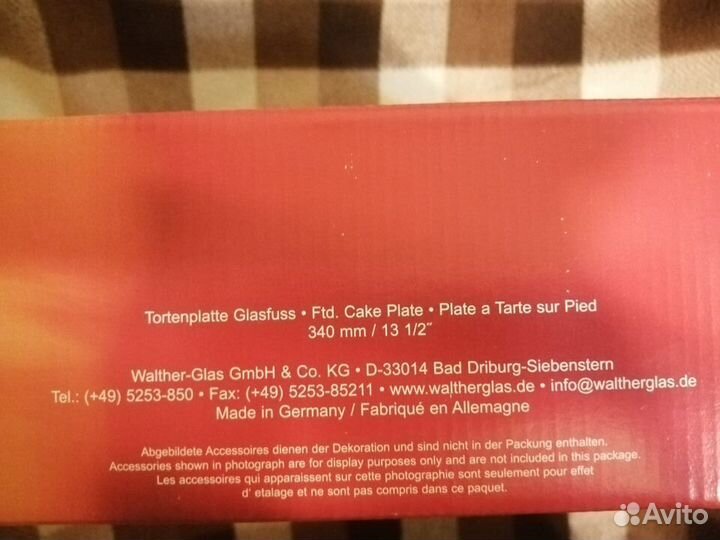 Tortenplatte Glasfuss • Ftd. Cake Plate • Plate a Tarte sur Pied
340 mm / 13 1/2″
Walther-Glas GmbH & Co. KG • D-33014 Bad Driburg-Siebenstern
Tel.: (+49) 5253-850 • Fax: (+49) 5253-85211 • www.waltherglas.de • info@waltherglas.de
Made in Germany / Fabriqué en Allemagne
Abgebildete Accessoires dienen der Dekoration und sind nicht in der Packung enthalten.
Accessories shown in photograph are for display purposes only and are not included in this package.
Les accessoires qui apparaissent sur cette photographie sont seulement pour effet
d' etalage et ne sont pas compris dans ce paquet.
Avito